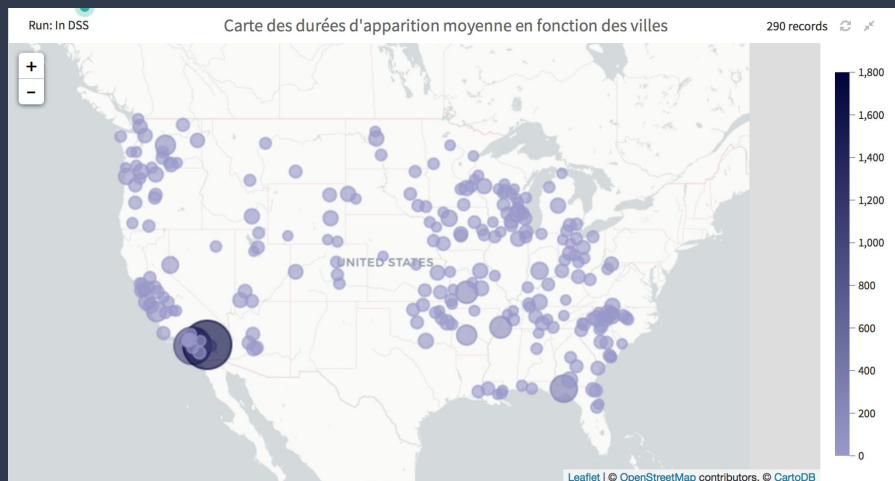 Run: In DSS
Carte des durées d'apparition moyenne en fonction des villes
290 records
+
−
UNITED STATES
1,800
1,600
1,400
1,200
1,000
800
600
400
200
0
Leaflet | © OpenStreetMap contributors, © CartoDB